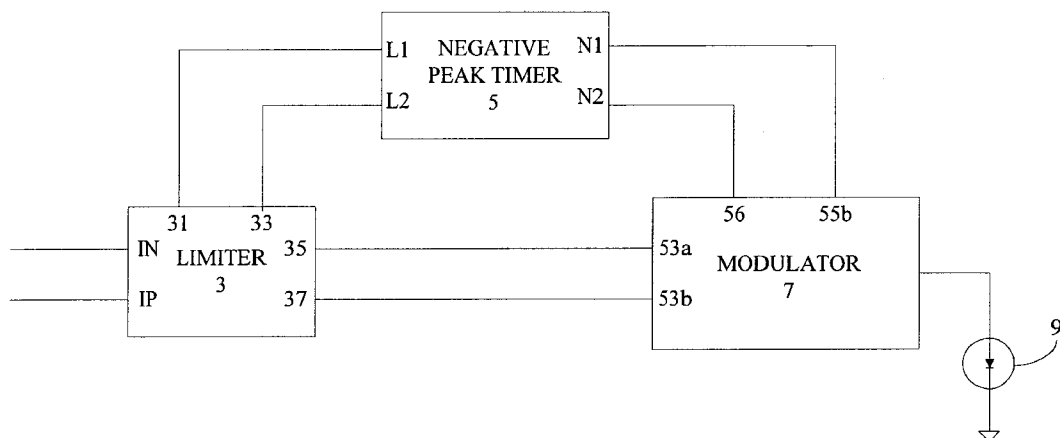 L1 NEGATIVE N1
PEAK TIMER
L2 5 N2
31 33 56 55b
IN LIMITER 35 53a MODULATOR
3 7
IP 37 53b
9